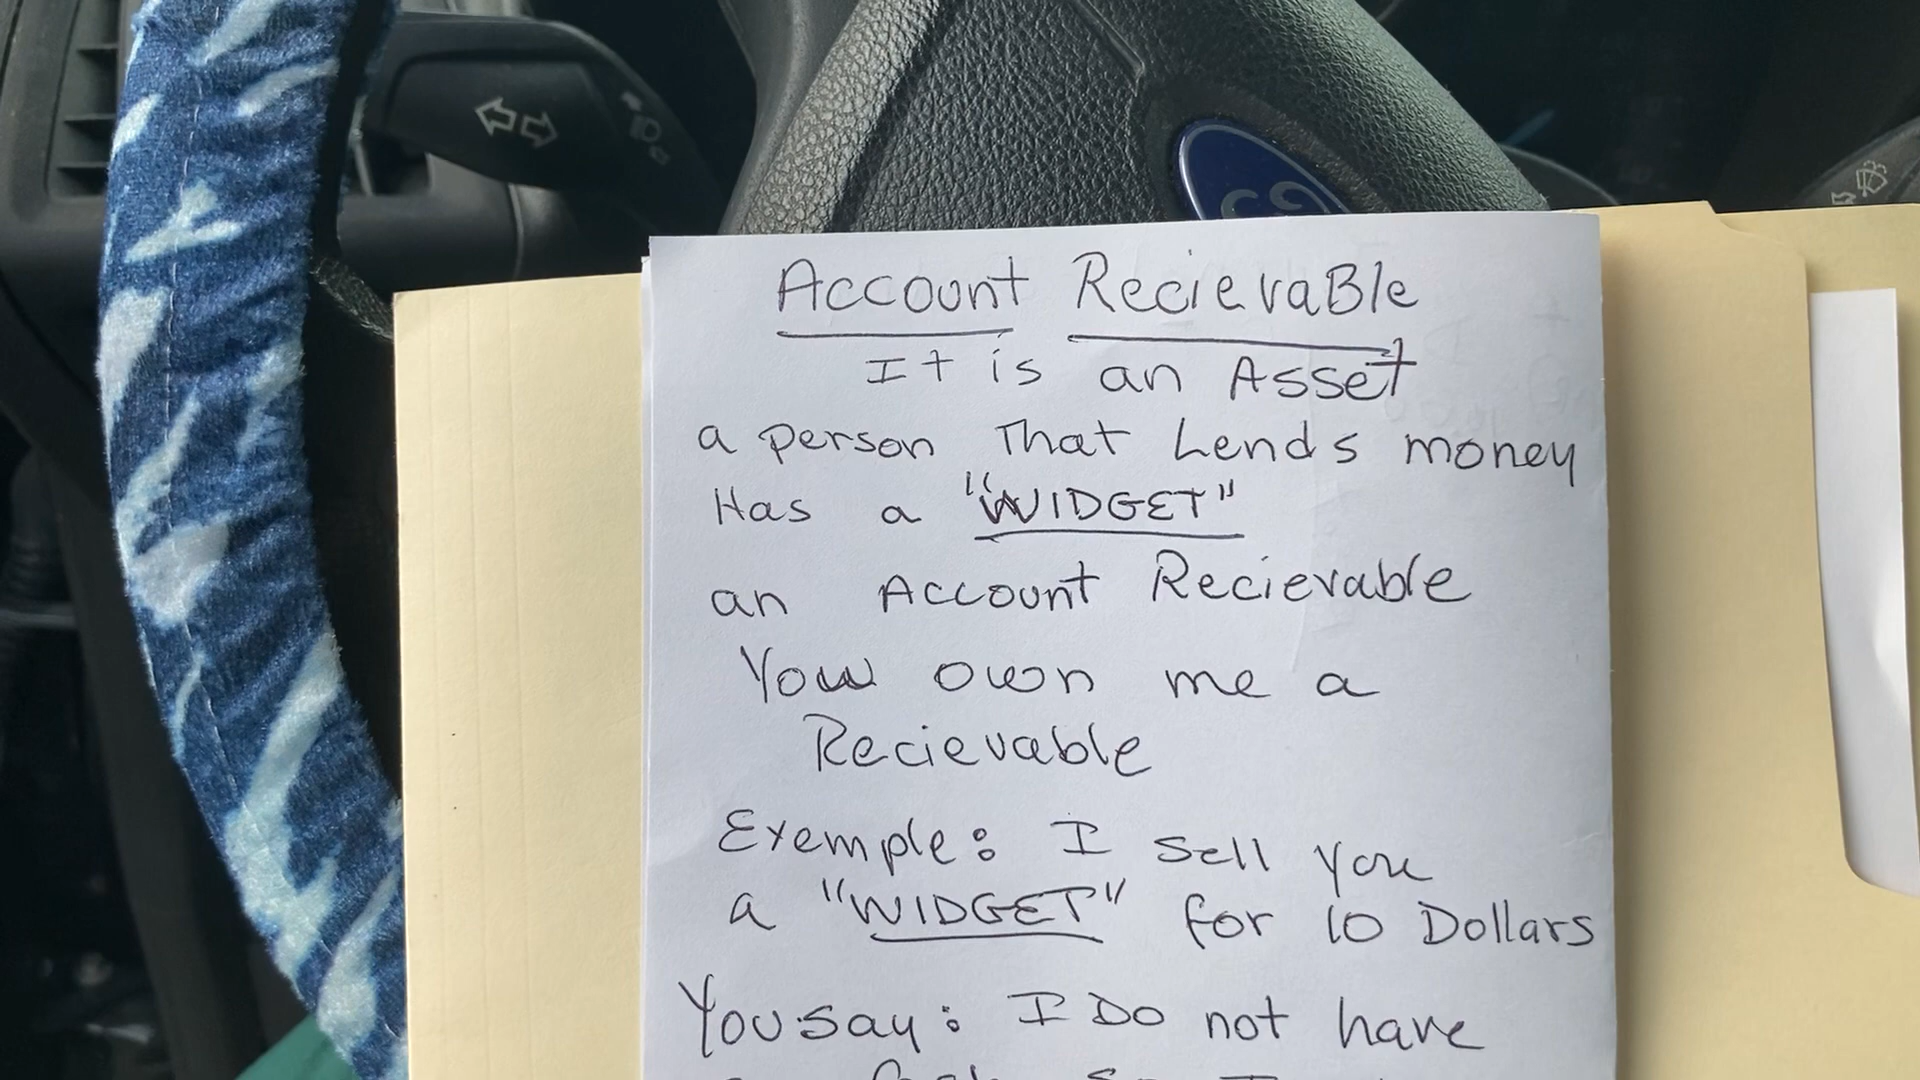 Account RecievaBle
It is an Asset
a person That Lends money
Has a "WIDGET"
an Account Recievable
You own me a
Recievable
Exemple: I sell you
a "WIDGET" for 10 Dollars
You say: I Do not have